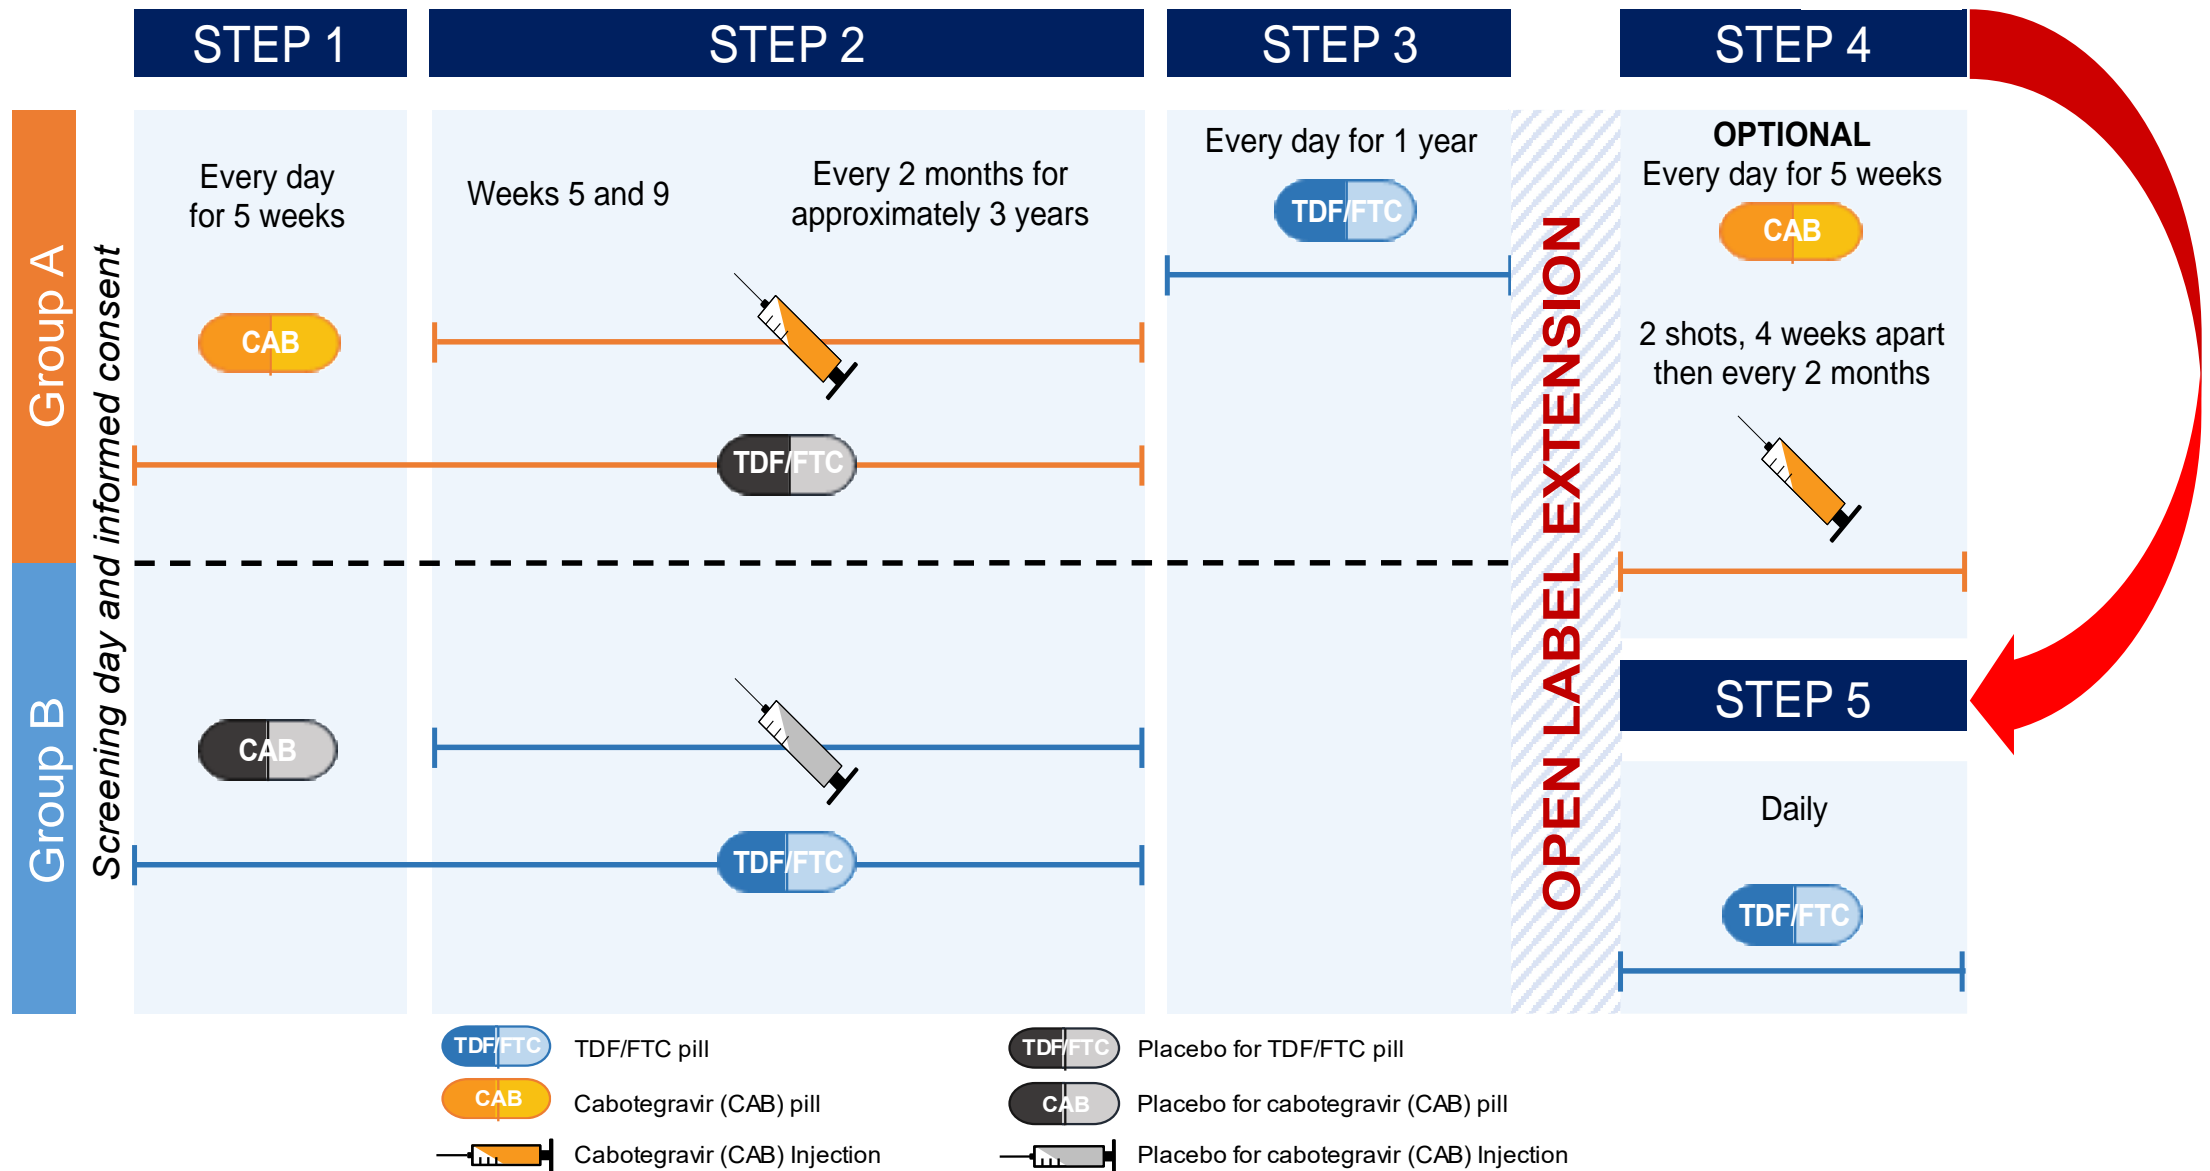 STEP 1
STEP 2
STEP 3
STEP 4
Group A
Group B
Screening day and informed consent
Every day
for 5 weeks
CAB
Weeks 5 and 9
Every 2 months for
approximately 3 years
TDF/FTC
Every day for 1 year
TDF/FTC
OPEN LABEL EXTENSION
OPTIONAL
Every day for 5 weeks
CAB
2 shots, 4 weeks apart
then every 2 months
CAB
TDF/FTC
STEP 5
Daily
TDF/FTC
TDF/FTC TDF/FTC pill
CAB Cabotegravir (CAB) pill
Cabotegravir (CAB) Injection
TDF/FTC Placebo for TDF/FTC pill
CAB Placebo for cabotegravir (CAB) pill
Placebo for cabotegravir (CAB) Injection